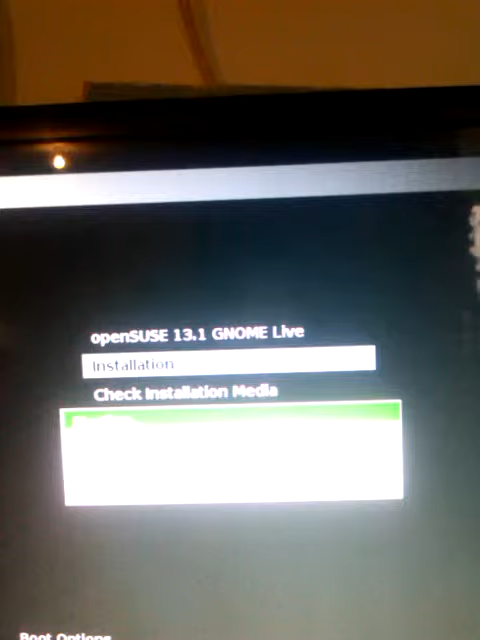 openSUSE 13.1 GNOME Live
Installation
Check Installation Media
Boot Options